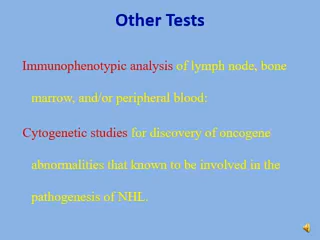 Other Tests
Immunophenotypic analysis of lymph node, bone
marrow, and/or peripheral blood:
Cytogenetic studies for discovery of oncogene
abnormalities that known to be involved in the
pathogenesis of NHL.